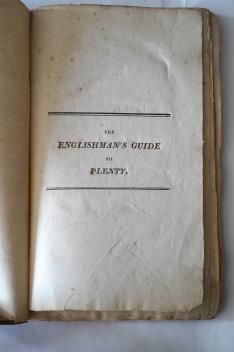 THE
ENGLISHMAN'S GUIDE
TO
PLENTY.